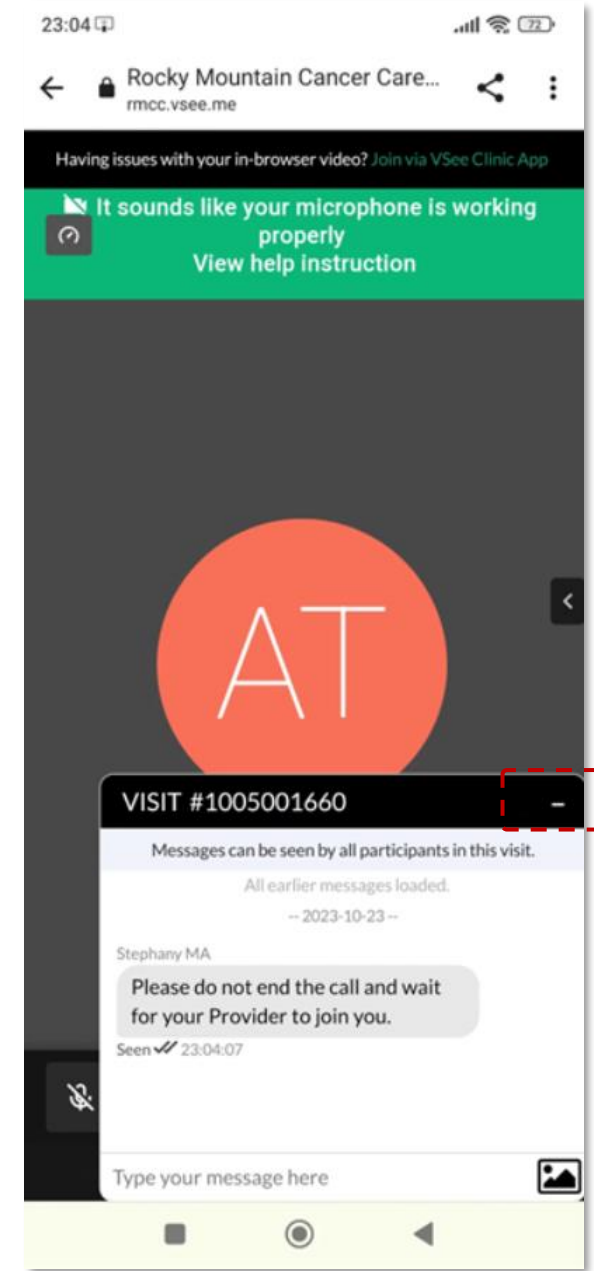 23:04
72
Rocky Mountain Cancer Care...
rmcc.vsee.me
Having issues with your in-browser video? Join via VSee Clinic App
It sounds like your microphone is working
properly
View help instruction
AT
VISIT #1005001660
Messages can be seen by all participants in this visit.
All earlier messages loaded.
-- 2023-10-23 --
Stephany MA
Please do not end the call and wait
for your Provider to join you.
Seen 23:04:07
Type your message here